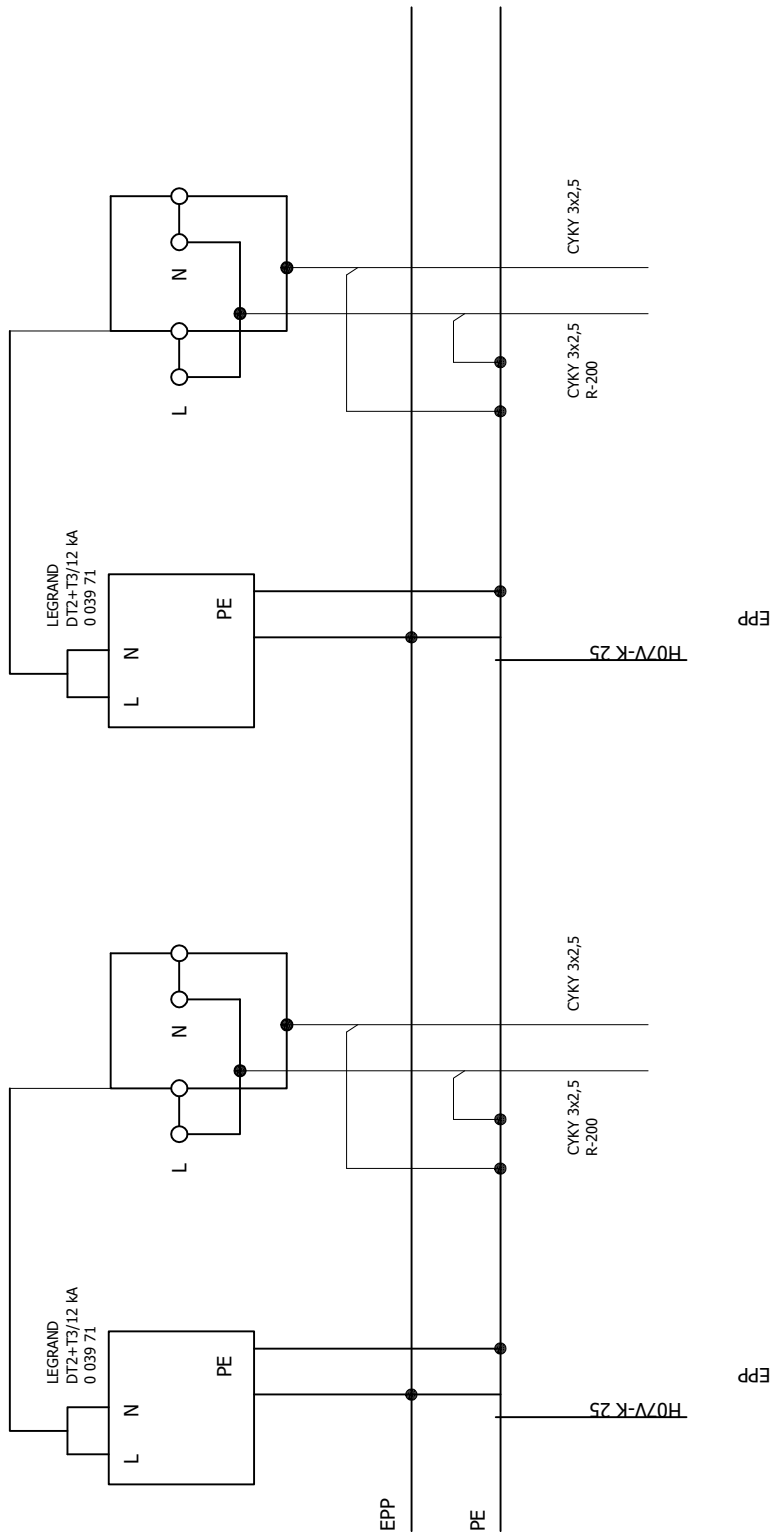 LEGRAND
DT2+T3/12 kA
0 039 71
L
N
PE
L
N
CYKY 3x2,5
R-200
CYKY 3x2,5
H07V-K 25
EPP
LEGRAND
DT2+T3/12 kA
0 039 71
L
N
PE
L
N
CYKY 3x2,5
R-200
CYKY 3x2,5
H07V-K 25
EPP
EPP
PE